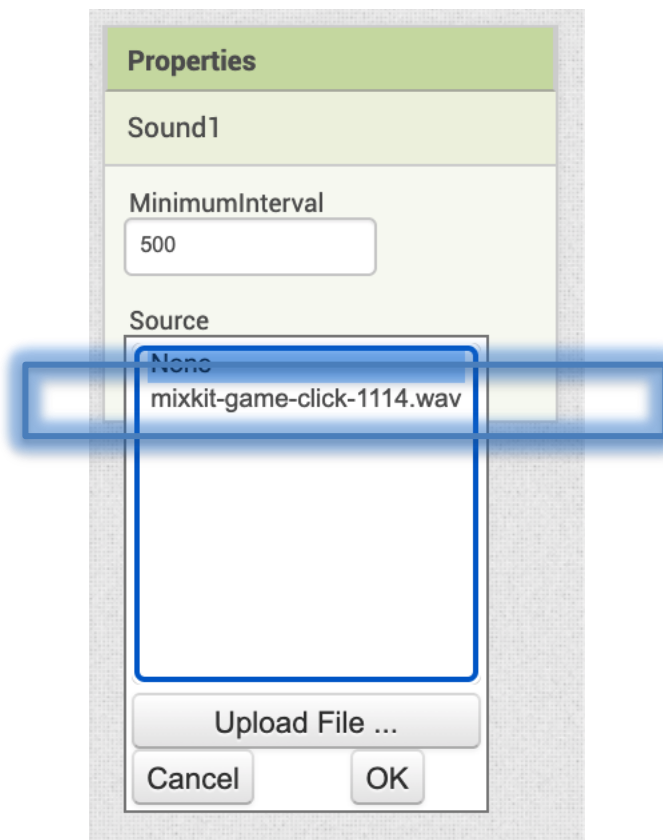 Properties
Sound1
MinimumInterval
500
Source
None
mixkit-game-click-1114.wav
Upload File ...
Cancel OK